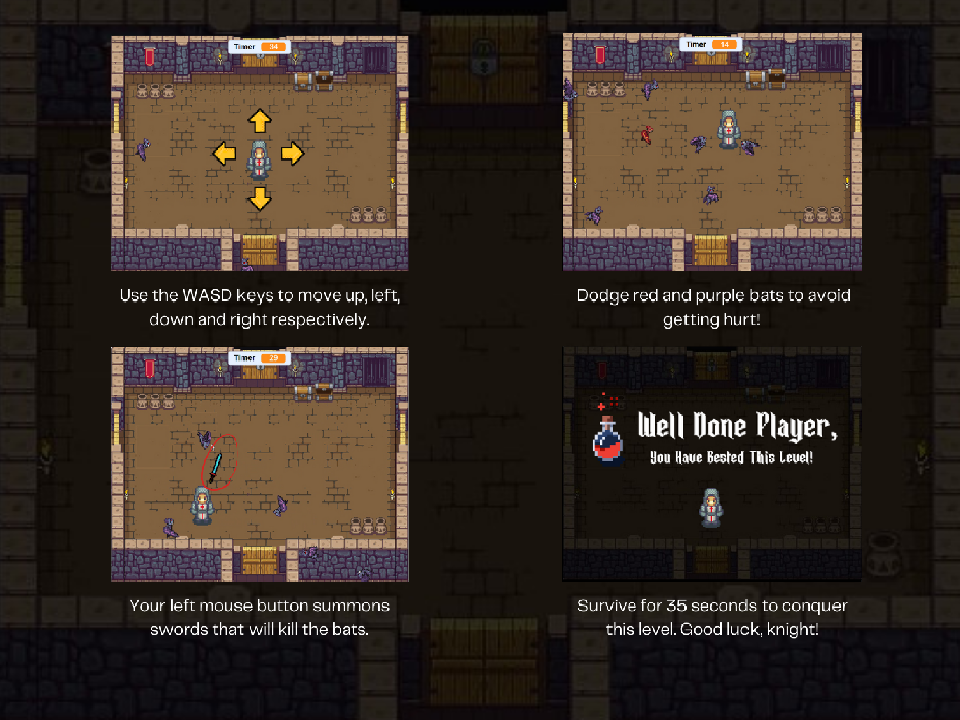 Timer 34
Use the WASD keys to move up, left,
down and right respectively.
Timer 14
Dodge red and purple bats to avoid
getting hurt!
Timer 29
Your left mouse button summons
swords that will kill the bats.
Well Done Player,
You Have Bested This Level!
Survive for 35 seconds to conquer
this level. Good luck, knight!